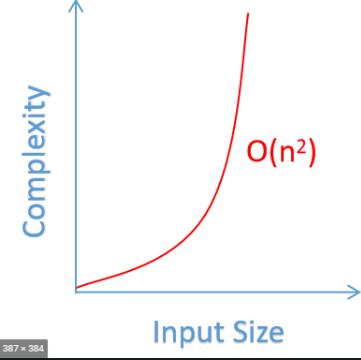 Complexity
O(n²)
Input Size
387 × 384